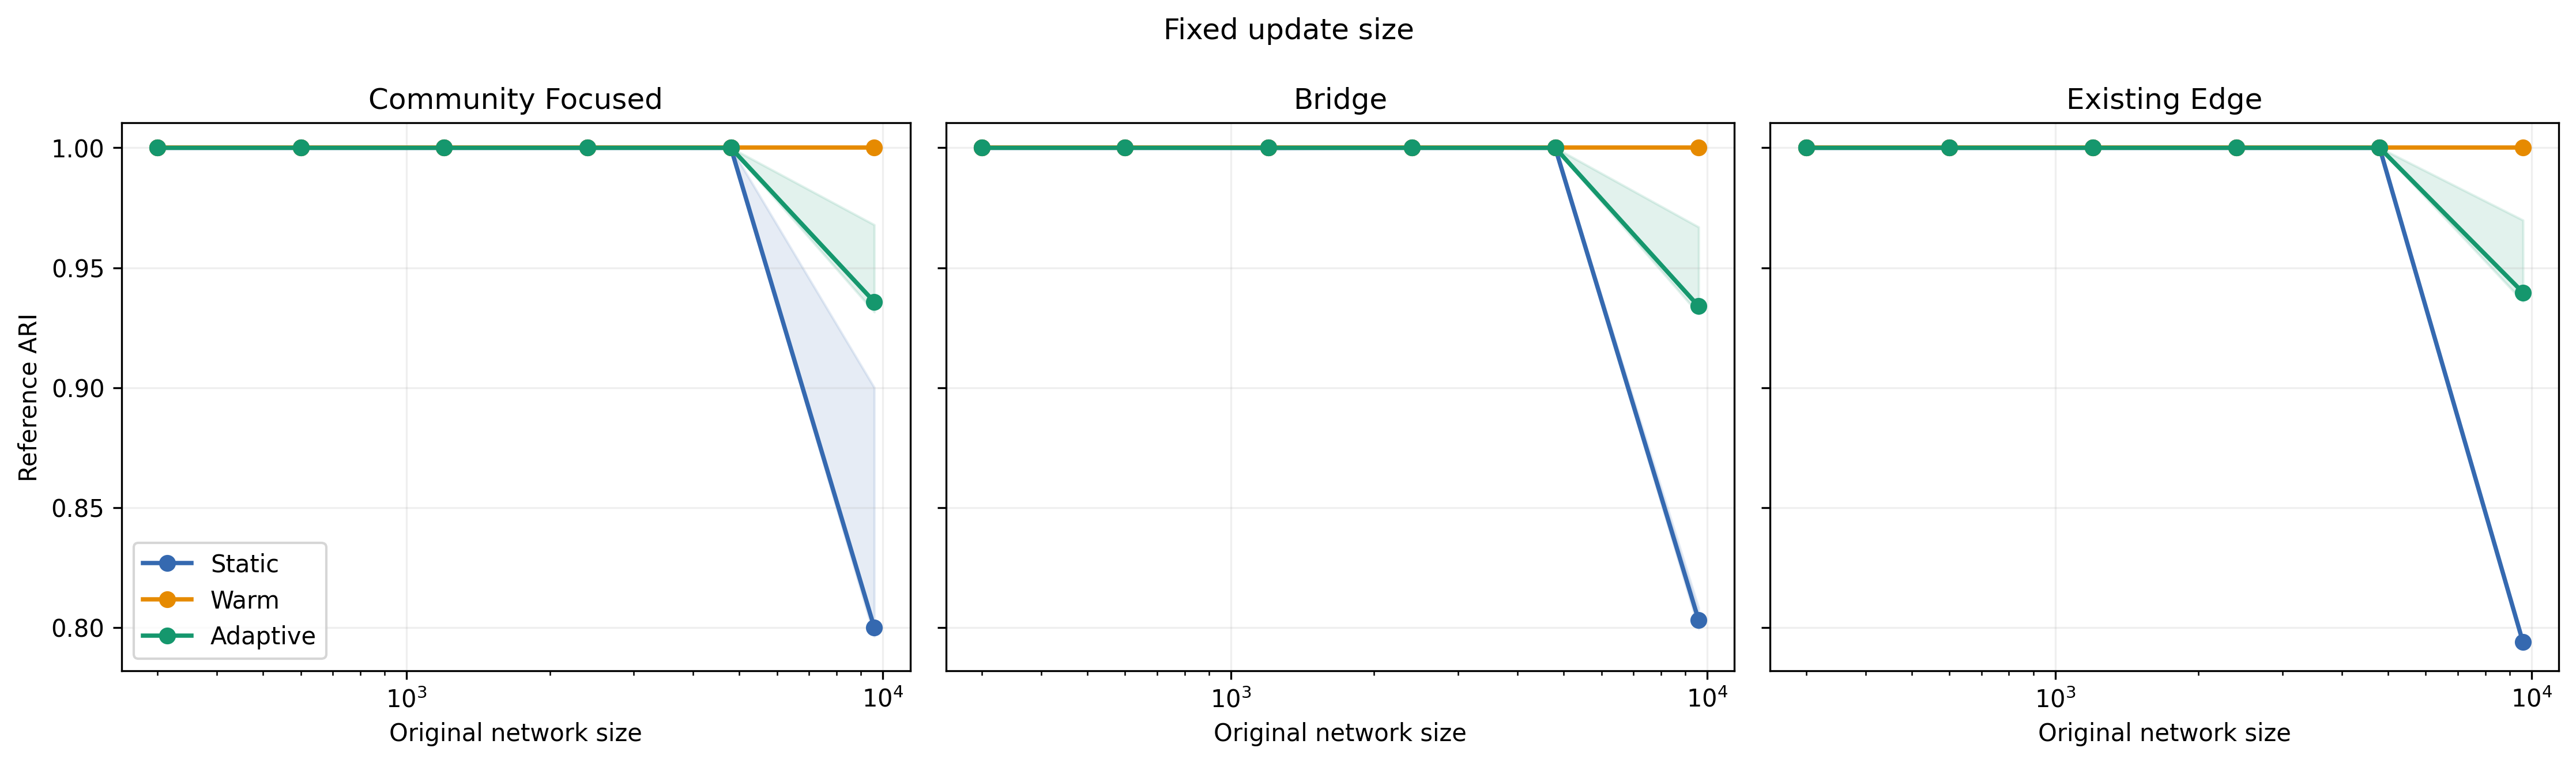 Fixed update size
Community Focused
Bridge
Existing Edge
Reference ARI
1.00
0.95
0.90
0.85
0.80
Static
Warm
Adaptive
10³
10⁴
10³
10⁴
10³
10⁴
Original network size
Original network size
Original network size